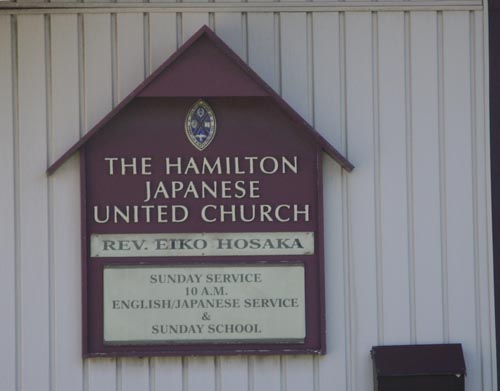 THE HAMILTON
JAPANESE
UNITED CHURCH
REV. EIKO HOSAKA
SUNDAY SERVICE
10 A.M.
ENGLISH/JAPANESE SERVICE
&
SUNDAY SCHOOL